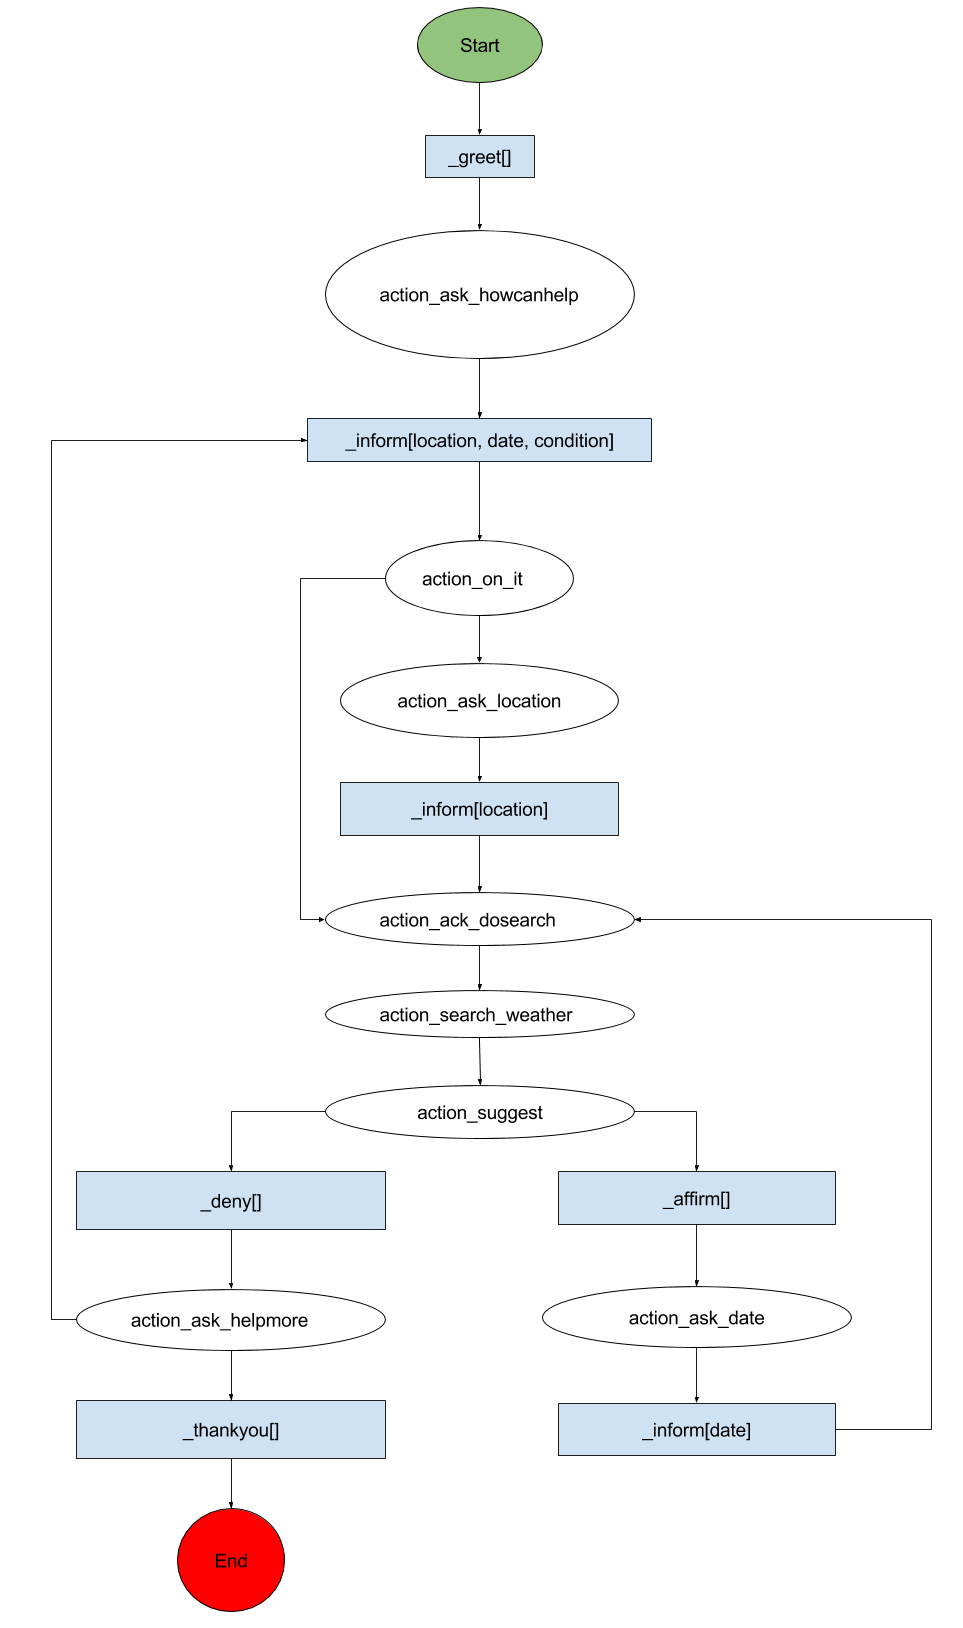 Start
_greet[]
action_ask_howcanhelp
_inform[location, date, condition]
action_on_it
action_ask_location
_inform[location]
action_ack_dosearch
action_search_weather
action_suggest
_deny[]
_affirm[]
action_ask_helpmore
action_ask_date
_thankyou[]
_inform[date]
End